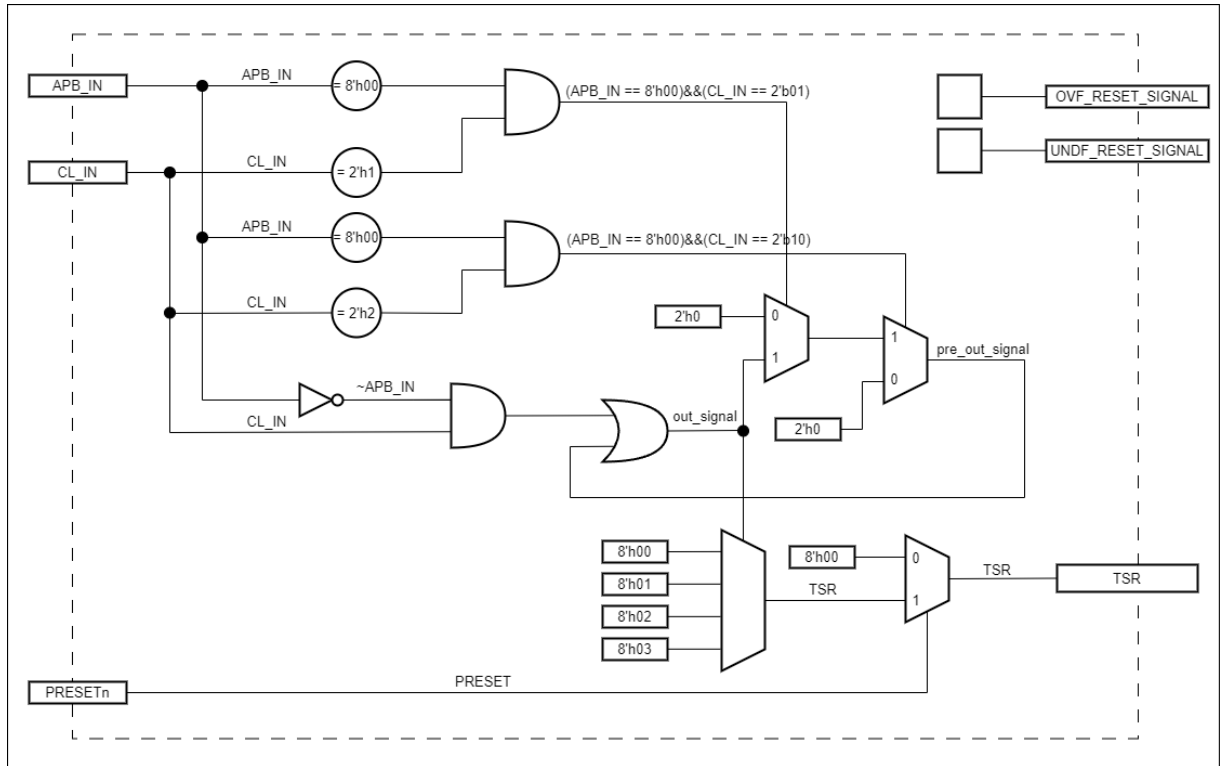 APB_IN
APB_IN
= 8'h00
(APB_IN == 8'h00)&&(CL_IN == 2'b01)
OVF_RESET_SIGNAL
UNDF_RESET_SIGNAL
CL_IN
CL_IN
= 2'h1
APB_IN
= 8'h00
(APB_IN == 8'h00)&&(CL_IN == 2'b10)
CL_IN
= 2'h2
2'h0
0
1
1
0
pre_out_signal
~APB_IN
CL_IN
out_signal
2'h0
8'h00
8'h01
8'h02
8'h03
TSR
8'h00
0
1
TSR
TSR
PRESETn
PRESET